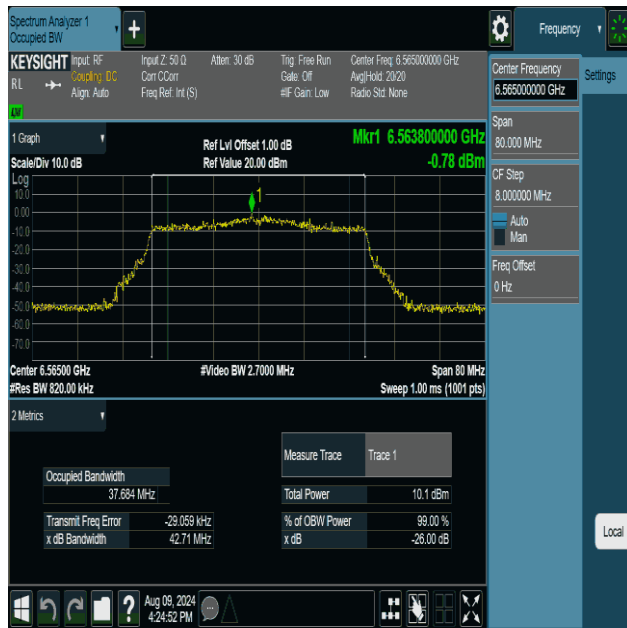 Spectrum Analyzer 1
Occupied BW
+
Frequency
KEYSIGHT
RL
Input: RF
Coupling: DC
Align: Auto
Input Z: 50 Ω
Corr CCorr
Freq Ref: Int (S)
Atten: 30 dB
Trig: Free Run
Gate: Off
#IF Gain: Low
Center Freq: 6.565000000 GHz
Avg|Hold: 20/20
Radio Std: None
Center Frequency
6.565000000 GHz
Settings
Span
80.000 MHz
CF Step
8.000000 MHz
Auto
Man
Freq Offset
0 Hz
1 Graph
Scale/Div 10.0 dB
Ref Lvl Offset 1.00 dB
Ref Value 20.00 dBm
Mkr1 6.563800000 GHz
-0.78 dBm
Log
10.0
0.00
-10.0
-20.0
-30.0
-40.0
-50.0
-60.0
-70.0
1
Center 6.56500 GHz
#Res BW 820.00 kHz
#Video BW 2.7000 MHz
Span 80 MHz
Sweep 1.00 ms (1001 pts)
2 Metrics
Measure Trace Trace 1
Occupied Bandwidth
37.684 MHz
Total Power 10.1 dBm
Transmit Freq Error -29.059 kHz
% of OBW Power 99.00 %
x dB Bandwidth 42.71 MHz
x dB -26.00 dB
Local
?
Aug 09, 2024
4:24:52 PM